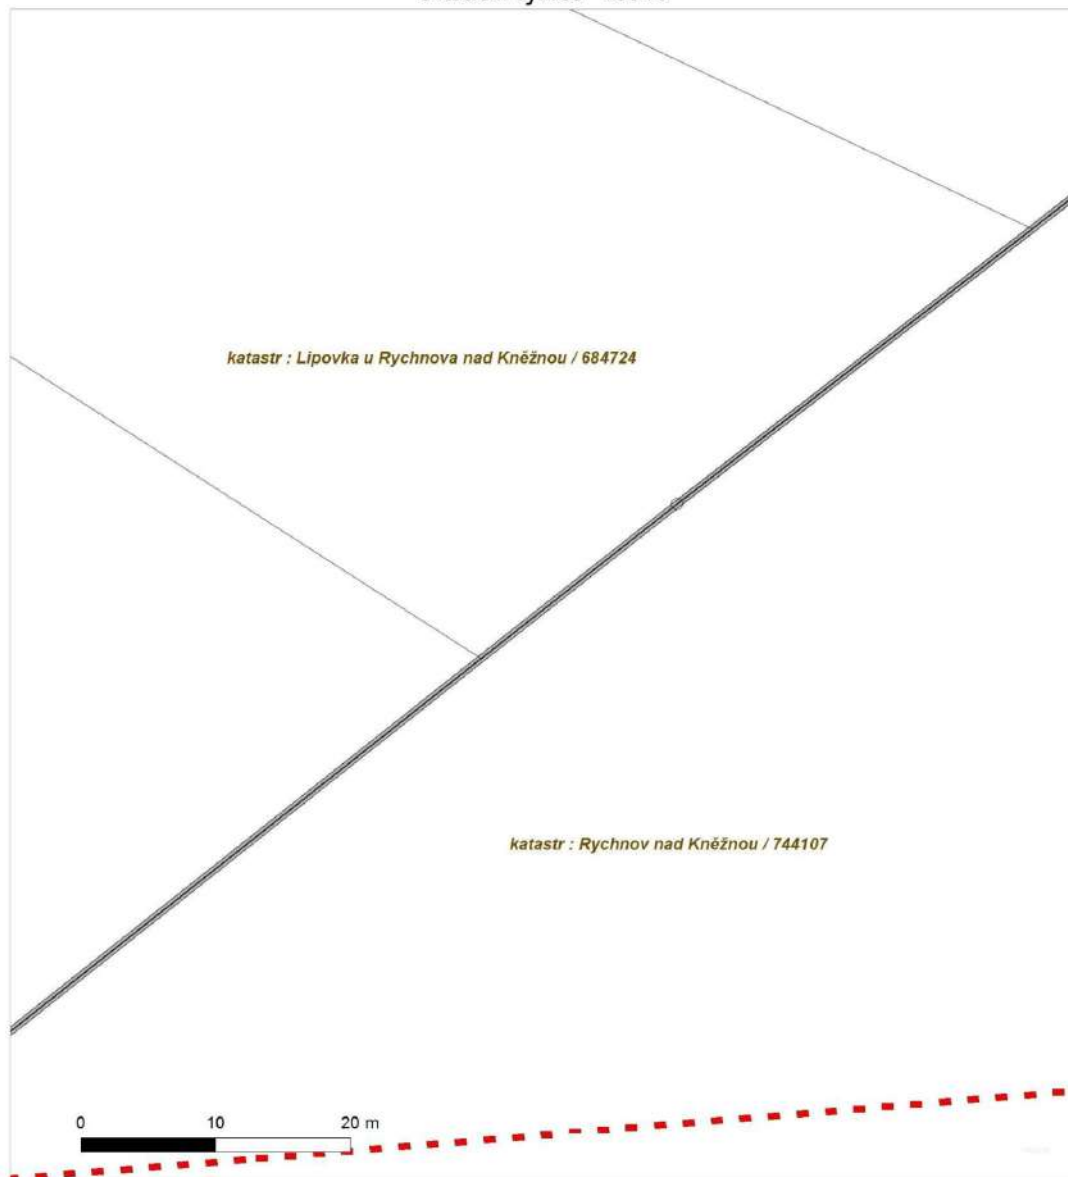 katastr : Lipovka u Rychnova nad Kněžnou / 684724
katastr : Rychnov nad Kněžnou / 744107
0 10 20 m